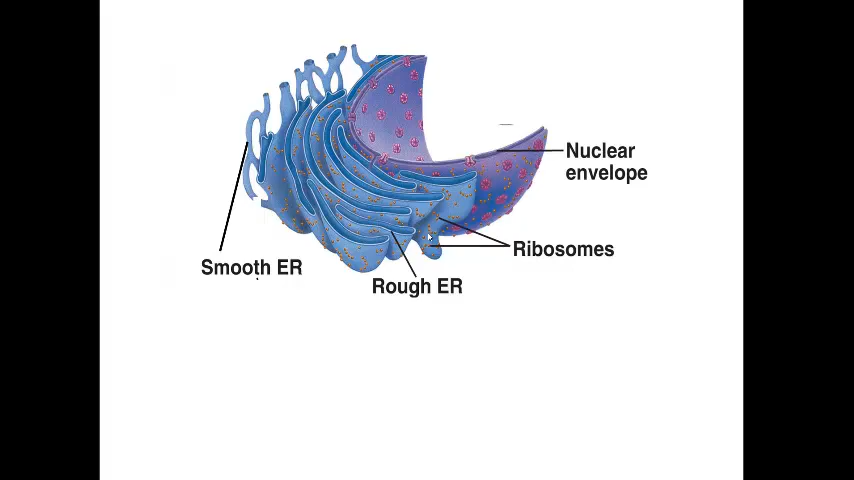 Nuclear
envelope
Ribosomes
Smooth ER
Rough ER